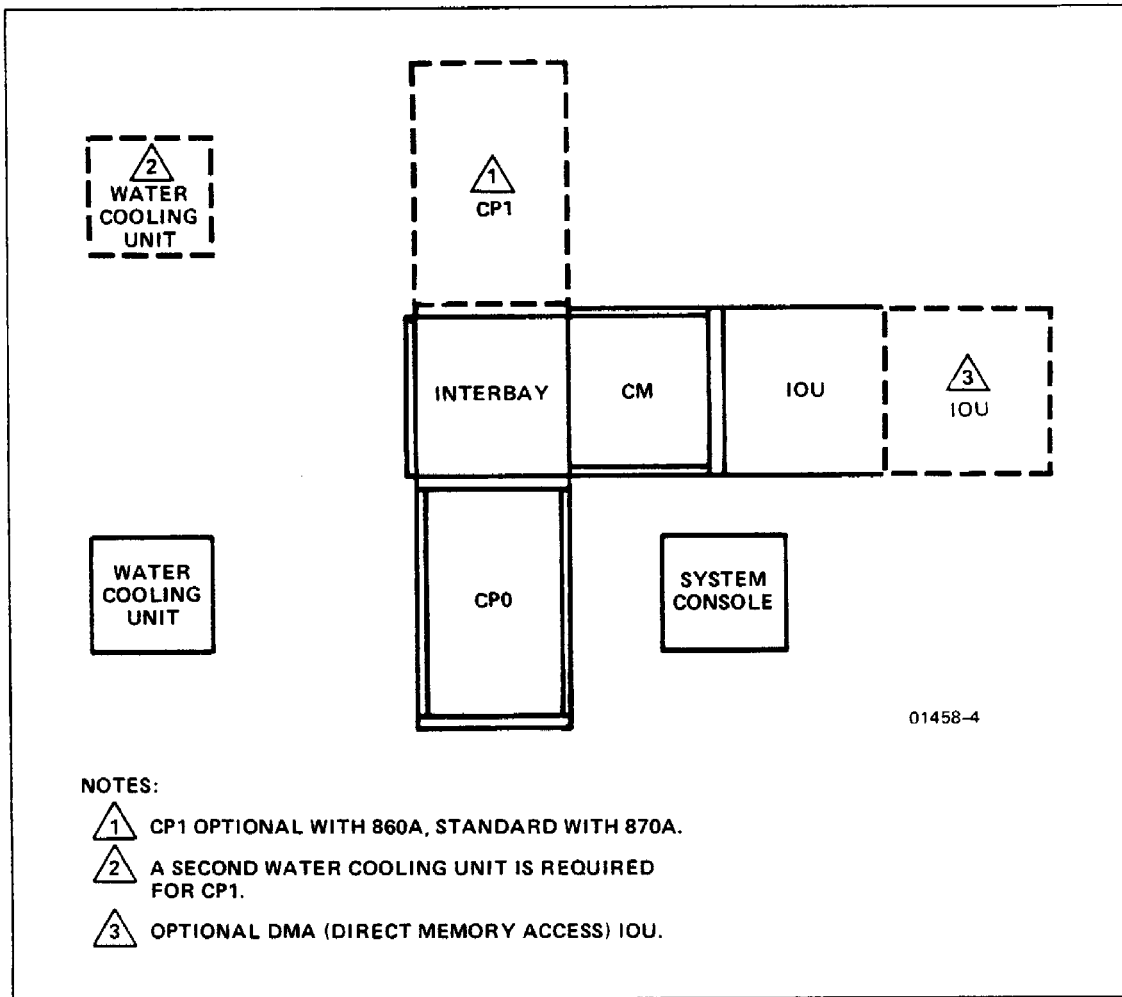 2
WATER
COOLING
UNIT
1
CP1
INTERBAY
CM
IOU
3
IOU
WATER
COOLING
UNIT
CP0
SYSTEM
CONSOLE
01458-4
NOTES:
1 CP1 OPTIONAL WITH 860A, STANDARD WITH 870A.
2 A SECOND WATER COOLING UNIT IS REQUIRED
FOR CP1.
3 OPTIONAL DMA (DIRECT MEMORY ACCESS) IOU.